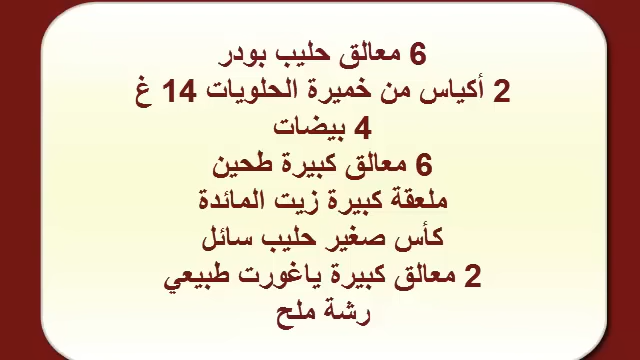 6 معالق حليب بودر
2 أكياس من خميرة الحلويات 14 غ
4 بيضات
6 معالق كبيرة طحين
ملعقة كبيرة زيت المائدة
كأس صغير حليب سائل
2 معالق كبيرة ياغورت طبيعي
رشة ملح